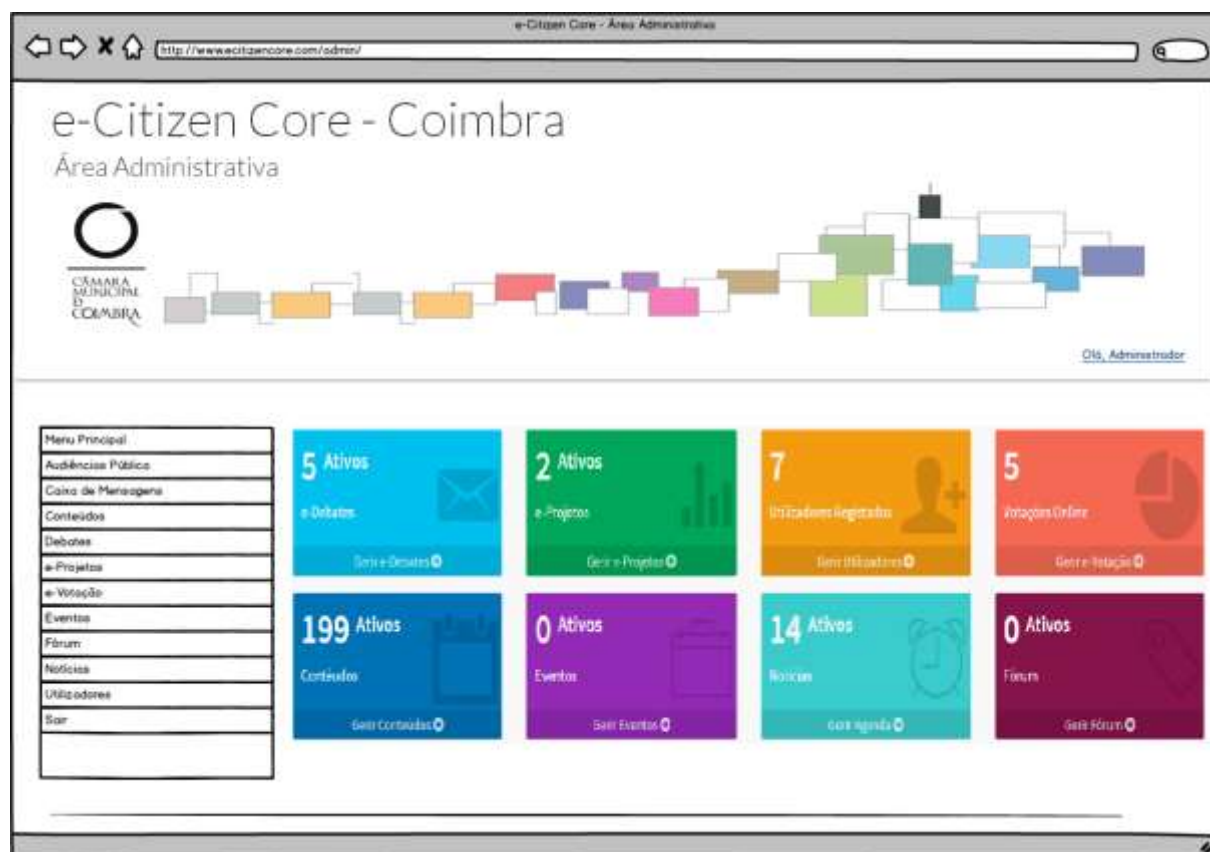 e-Citizen Core - Área Administrativa
http://www.ecitizencore.com/admin/
e-Citizen Core - Coimbra
Área Administrativa
CÂMARA
MUNICIPAL
D
COIMBRA
Olá, Administrador
Menu Principal
Audiências Pública
Caixa de Mensagens
Conteúdos
Debates
e-Projetos
e-Votação
Eventos
Fórum
Notícias
Utilizadores
Sair
5 Ativos
e-Debates
Gerir e-Debates
2 Ativos
e-Projetos
Gerir e-Projetos
7
Utilizadores Registados
Gerir Utilizadores
5
Votações Online
Gerir e-Votação
199 Ativos
Conteúdos
Gerir Conteúdos
0 Ativos
Eventos
Gerir Eventos
14 Ativos
Notícias
Gerir Agenda
0 Ativos
Fórum
Gerir Fórum